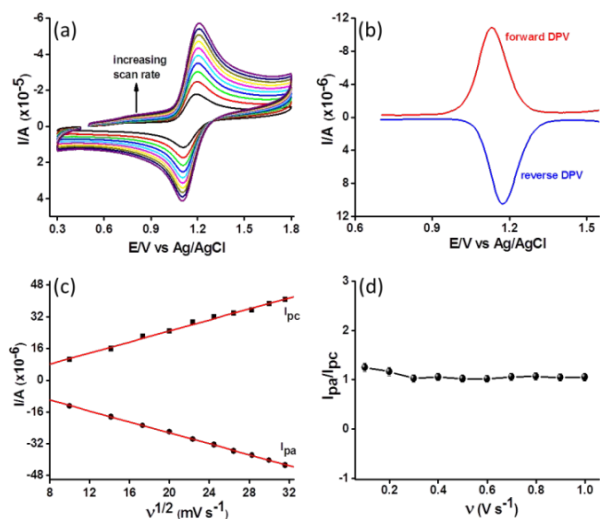 (a)
increasing
scan rate
I/A (x10⁻⁵)
-6
-4
-2
0
2
4
0.3 0.6 0.9 1.2 1.5 1.8
E/V vs Ag/AgCl
(b)
forward DPV
reverse DPV
I/A (x10⁻⁶)
-12
-8
-4
0
4
8
12
0.9 1.2 1.5
E/V vs Ag/AgCl
(c)
I/A (x10⁻⁶)
48
32
16
0
-16
-32
-48
Ipc
Ipa
8 12 16 20 24 28 32
ν^1/2 (mV s⁻¹)
(d)
Ipa/Ipc
3
2
1
0
-1
0.2 0.4 0.6 0.8 1.0
ν (V s⁻¹)